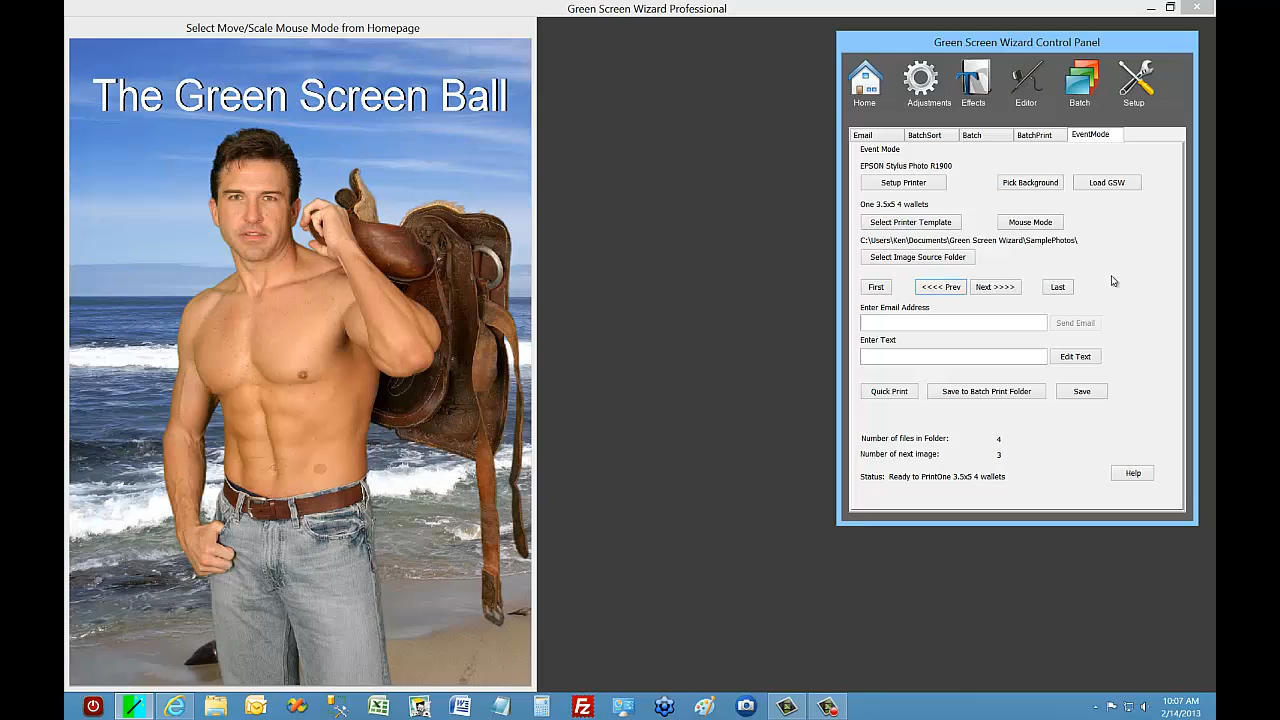 Green Screen Wizard Professional
Select Move/Scale Mouse Mode from Homepage
The Green Screen Ball
Green Screen Wizard Control Panel
Home Adjustments Effects Editor Batch Setup
Email BatchSort Batch BatchPrint EventMode
Event Mode
EPSON Stylus Photo R1900
Setup Printer Pick Background Load GSW
One 3.5x5 4 wallets
Select Printer Template Mouse Mode
C:\Users\Ken\Documents\Green Screen Wizard\SamplePhotos\
Select Image Source Folder
First <<<< Prev Next >>>> Last
Enter Email Address
Send Email
Enter Text
Edit Text
Quick Print Save to Batch Print Folder Save
Number of files in Folder: 4
Number of next image: 3
Help
Status: Ready to PrintOne 3.5x5 4 wallets
10:07 AM
2/14/2013